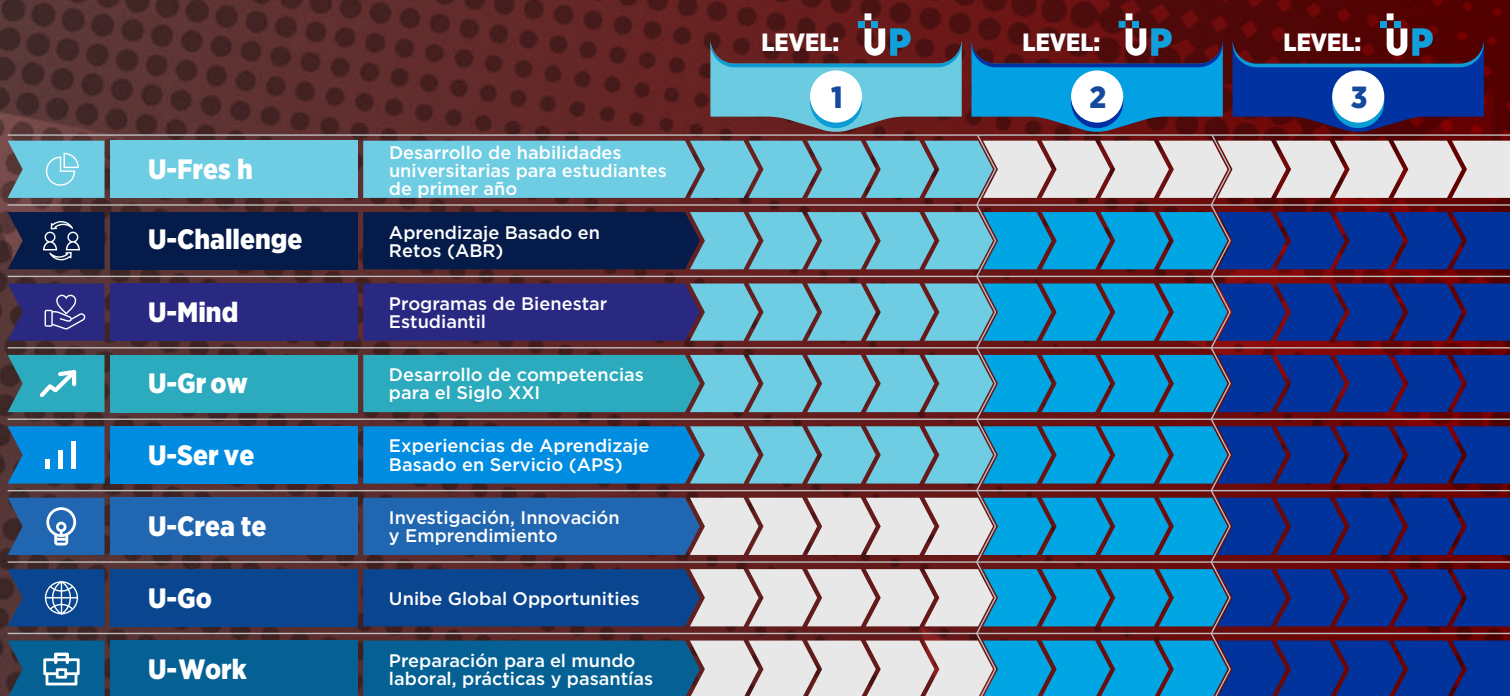 LEVEL: UP LEVEL: UP LEVEL: UP
1 2 3
U-Fres h
Desarrollo de habilidades
universitarias para estudiantes
de primer año
U-Challenge
Aprendizaje Basado en
Retos (ABR)
U-Mind
Programas de Bienestar
Estudiantil
U-Gr ow
Desarrollo de competencias
para el Siglo XXI
U-Ser ve
Experiencias de Aprendizaje
Basado en Servicio (APS)
U-Crea te
Investigación, Innovación
y Emprendimiento
U-Go
Unibe Global Opportunities
U-Work
Preparación para el mundo
laboral, prácticas y pasantías